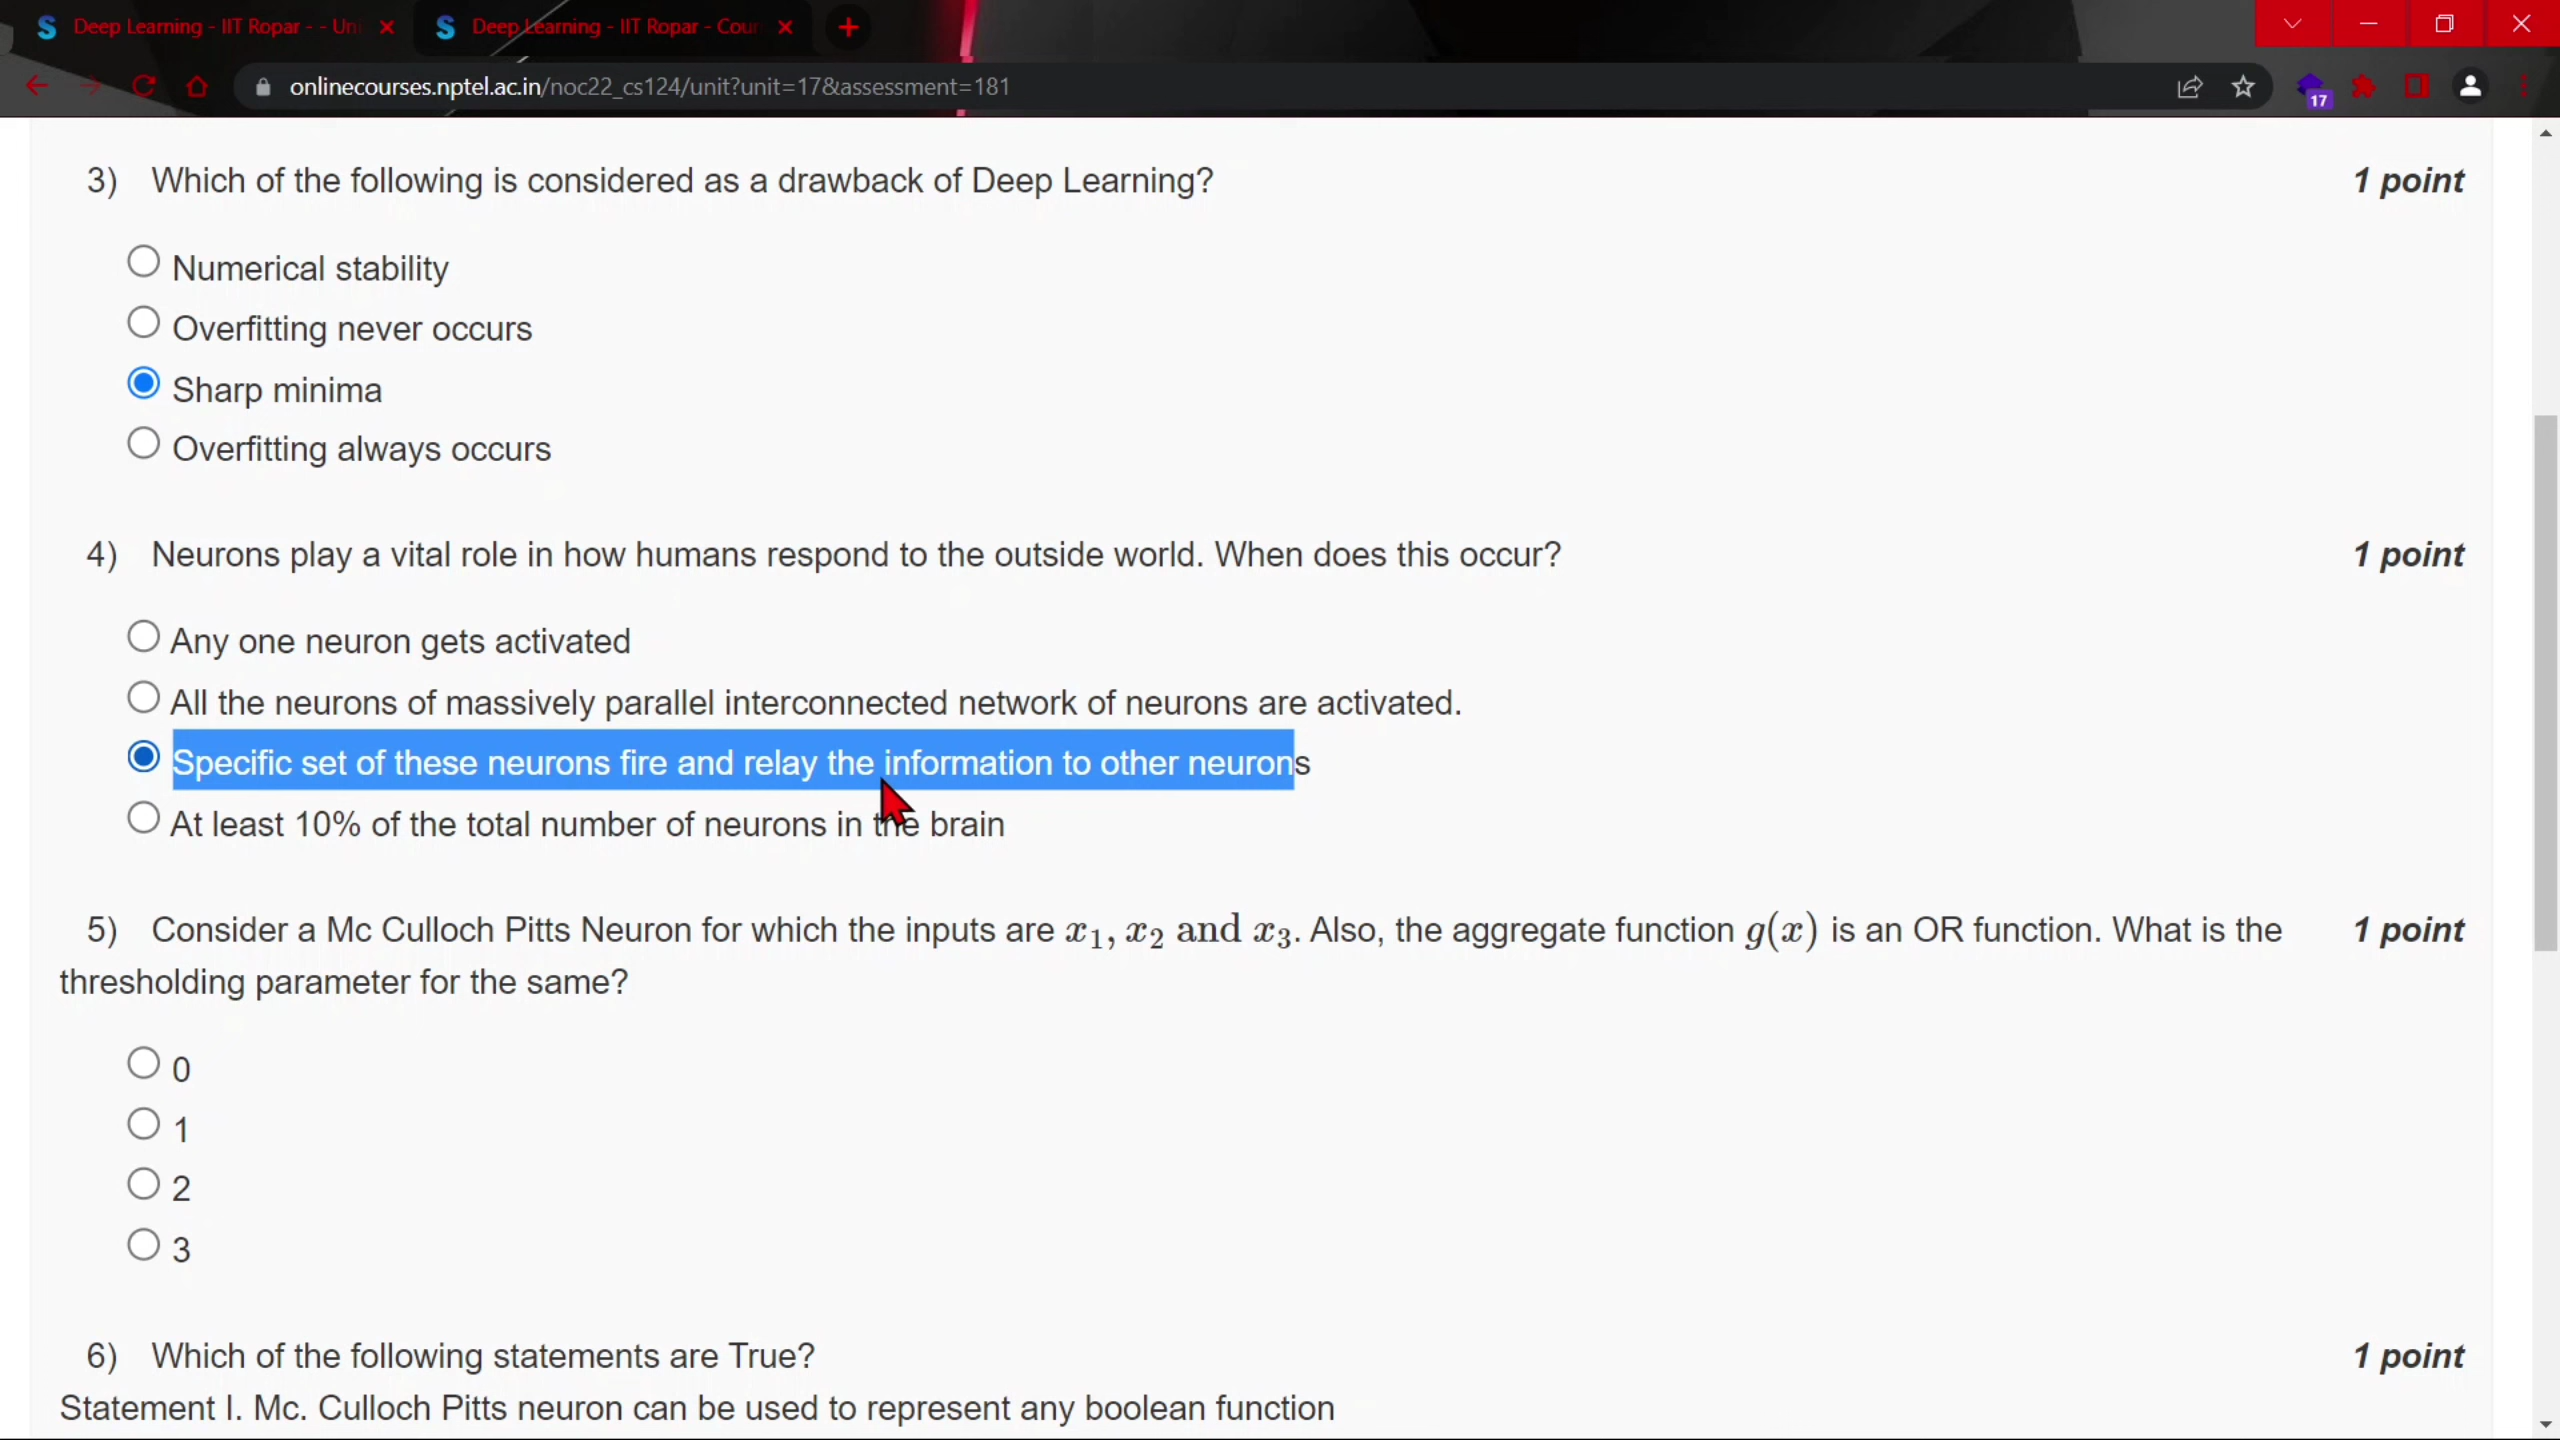 Deep Learning - IIT Ropar - - Uni
Deep Learning - IIT Ropar - Cour
onlinecourses.nptel.ac.in/noc22_cs124/unit?unit=17&assessment=181
17
3) Which of the following is considered as a drawback of Deep Learning? 1 point
Numerical stability
Overfitting never occurs
Sharp minima
Overfitting always occurs
4) Neurons play a vital role in how humans respond to the outside world. When does this occur? 1 point
Any one neuron gets activated
All the neurons of massively parallel interconnected network of neurons are activated.
Specific set of these neurons fire and relay the information to other neurons
At least 10% of the total number of neurons in the brain
5) Consider a Mc Culloch Pitts Neuron for which the inputs are x₁, x₂ and x₃. Also, the aggregate function g(x) is an OR function. What is the 1 point
thresholding parameter for the same?
0
1
2
3
6) Which of the following statements are True? 1 point
Statement I. Mc. Culloch Pitts neuron can be used to represent any boolean function